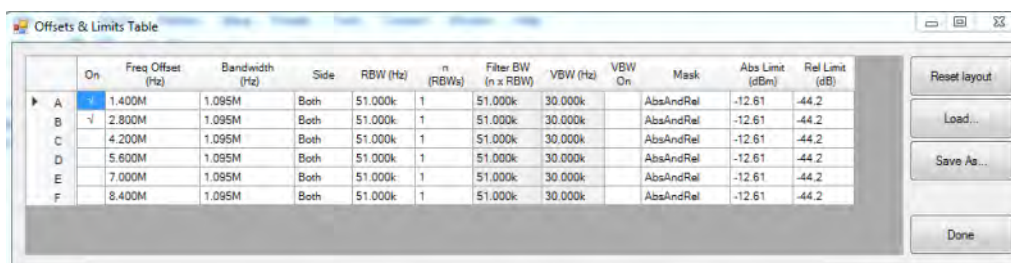 Offsets & Limits Table
On Freq Offset (Hz) Bandwidth (Hz) Side RBW (Hz) n (RBWs) Filter BW (n x RBW) VBW (Hz) VBW On Mask Abs Limit (dBm) Rel Limit (dB)
A √ 1.400M 1.095M Both 51.000k 1 51.000k 30.000k AbsAndRel -12.61 -44.2
B √ 2.800M 1.095M Both 51.000k 1 51.000k 30.000k AbsAndRel -12.61 -44.2
C 4.200M 1.095M Both 51.000k 1 51.000k 30.000k AbsAndRel -12.61 -44.2
D 5.600M 1.095M Both 51.000k 1 51.000k 30.000k AbsAndRel -12.61 -44.2
E 7.000M 1.095M Both 51.000k 1 51.000k 30.000k AbsAndRel -12.61 -44.2
F 8.400M 1.095M Both 51.000k 1 51.000k 30.000k AbsAndRel -12.61 -44.2
Reset layout
Load...
Save As...
Done